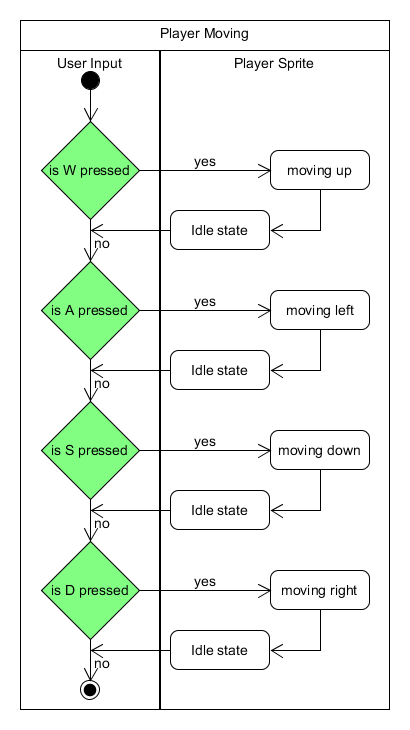 Player Moving
User Input
Player Sprite
is W pressed
yes
moving up
Idle state
no
is A pressed
yes
moving left
Idle state
no
is S pressed
yes
moving down
Idle state
no
is D pressed
yes
moving right
Idle state
no